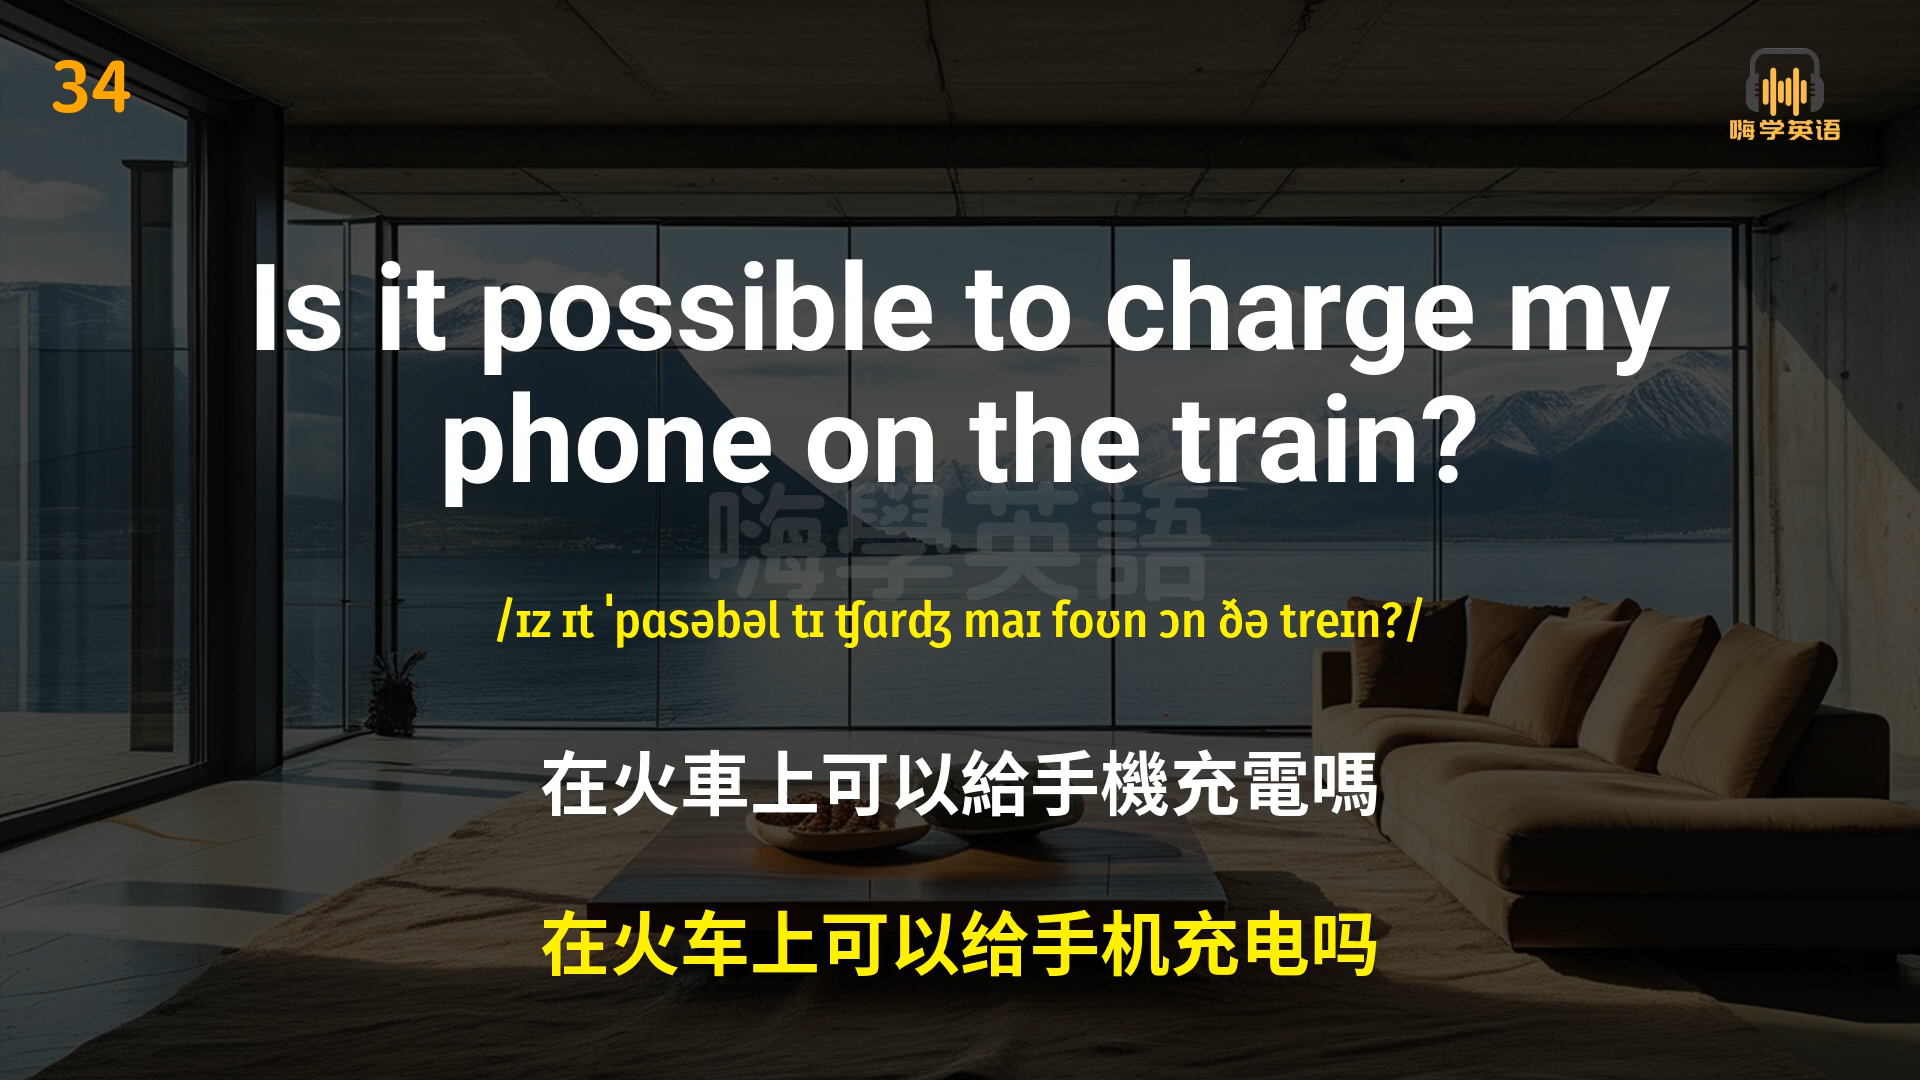 34
嗨学英语
Is it possible to charge my
phone on the train?
嗨學英語
/ɪz ɪt ˈpɑsəbəl tɪ ʧɑrʤ maɪ foʊn ɔn ðə treɪn?/
在火車上可以給手機充電嗎
在火车上可以给手机充电吗